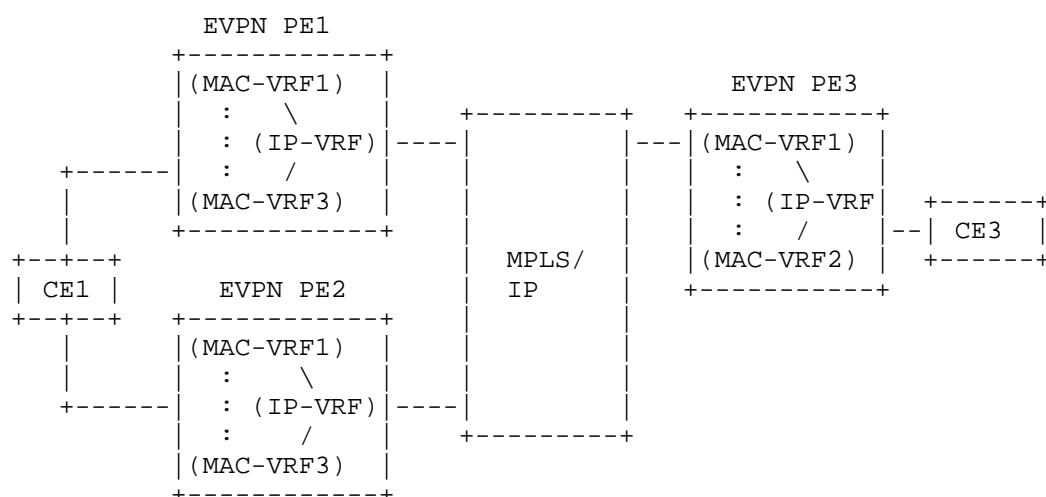 EVPN PE1
(MAC-VRF1)
EVPN PE3
: \
: (IP-VRF)
(MAC-VRF1)
: /
: \
(MAC-VRF3)
: (IP-VRF
: /
CE3
MPLS/
(MAC-VRF2)
CE1
EVPN PE2
IP
(MAC-VRF1)
: \
: (IP-VRF)
: /
(MAC-VRF3)